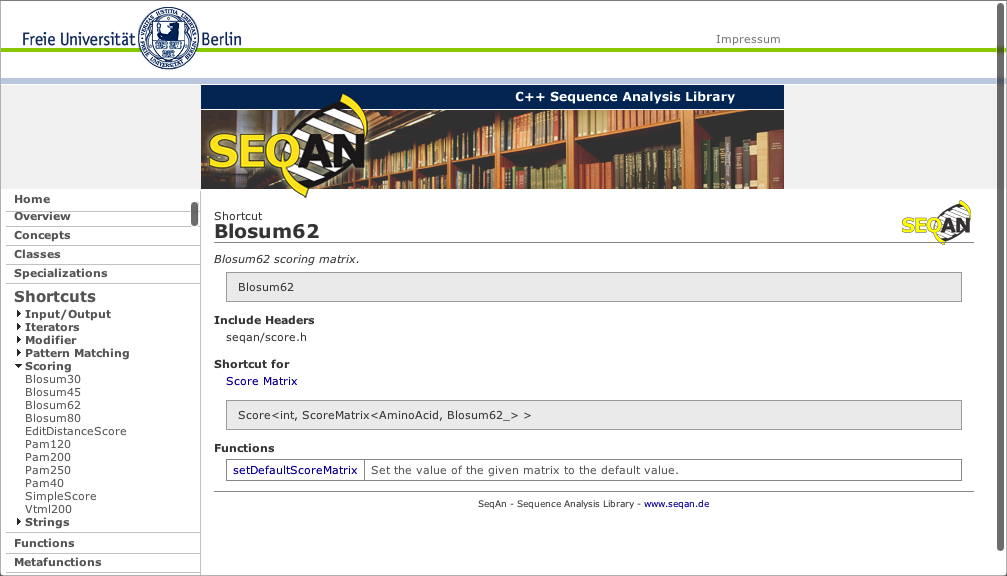 Freie Universität Berlin
Impressum
C++ Sequence Analysis Library
SEQAN
Home
Overview
Concepts
Classes
Specializations
Shortcuts
Input/Output
Iterators
Modifier
Pattern Matching
Scoring
Blosum30
Blosum45
Blosum62
Blosum80
EditDistanceScore
Pam120
Pam200
Pam250
Pam40
SimpleScore
Vtml200
Strings
Functions
Metafunctions
Shortcut
Blosum62
SEQAN
Blosum62 scoring matrix.
Blosum62
Include Headers
seqan/score.h
Shortcut for
Score Matrix
Score<int, ScoreMatrix<AminoAcid, Blosum62_> >
Functions
setDefaultScoreMatrix Set the value of the given matrix to the default value.
SeqAn - Sequence Analysis Library - www.seqan.de